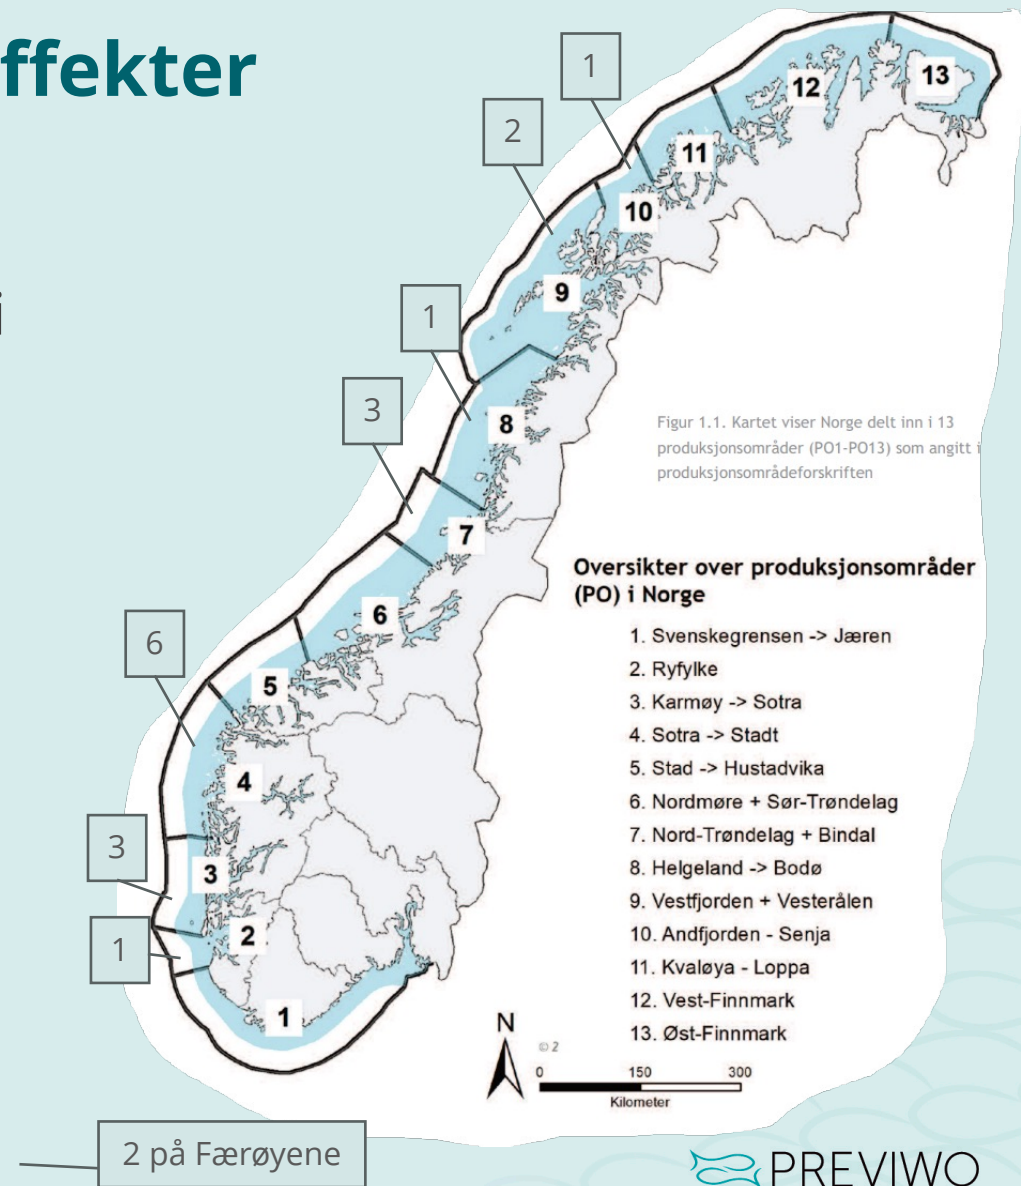 ffekter
i
1
2
1
3
6
3
1
13
12
11
10
9
8
7
6
5
4
3
2
1
Figur 1.1. Kartet viser Norge delt inn i 13
produksjonsområder (PO1-PO13) som angitt i
produksjonsområdeforskriften
Oversikter over produksjonsområder
(PO) i Norge
1. Svenskegrensen -> Jæren
2. Ryfylke
3. Karmøy -> Sotra
4. Sotra -> Stadt
5. Stad -> Hustadvika
6. Nordmøre + Sør-Trøndelag
7. Nord-Trøndelag + Bindal
8. Helgeland -> Bodø
9. Vestfjorden + Vesterålen
10. Andfjorden - Senja
11. Kvaløya - Loppa
12. Vest-Finnmark
13. Øst-Finnmark
N
© 2
0 150 300
Kilometer
2 på Færøyene
PREVIWO